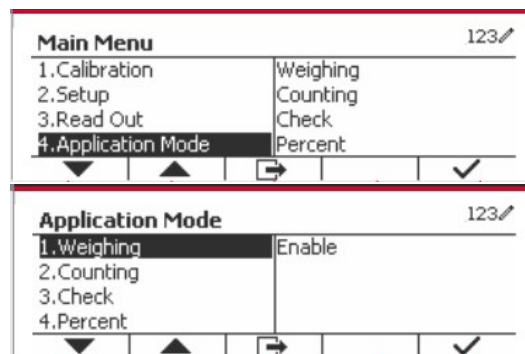 Main Menu 123
1.Calibration Weighing
2.Setup Counting
3.Read Out Check
4.Application Mode Percent
Application Mode 123
1.Weighing Enable
2.Counting
3.Check
4.Percent